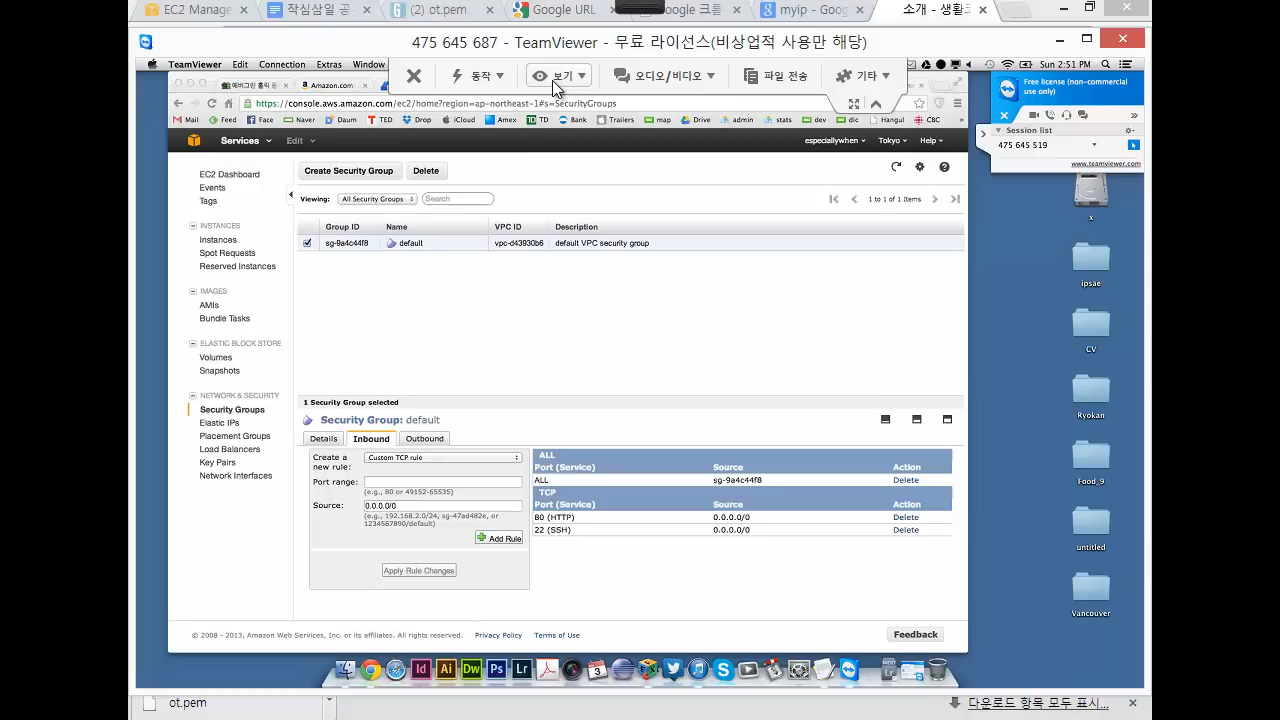 EC2 Manage
작심삼일 공
(2) ot.pem
Google URL
oogle 크롬
myip - Goo
소개 - 생활코
475 645 687 - TeamViewer - 무료 라이선스(비상업적 사용만 해당)
TeamViewer Edit Connection Extras Window
Sun 2:51 PM
동작
보기
오디오/비디오
파일 전송
기타
에버그린 홀릭 등
Amazon.com:
https://console.aws.amazon.com/ec2/home?region=ap-northeast-1#s=SecurityGroups
Mail Feed Face Naver Daum TED Drop iCloud Amex TD Bank Trailers map Drive admin stats dev dic Hangul CBC
Free license (non-commercial
use only)
Session list
475 645 519
www.teamviewer.com
Services Edit
especiallywhen Tokyo Help
EC2 Dashboard
Events
Tags
INSTANCES
Instances
Spot Requests
Reserved Instances
IMAGES
AMIs
Bundle Tasks
ELASTIC BLOCK STORE
Volumes
Snapshots
NETWORK & SECURITY
Security Groups
Elastic IPs
Placement Groups
Load Balancers
Key Pairs
Network Interfaces
Create Security Group Delete
Viewing: All Security Groups Search
1 to 1 of 1 Items
Group ID Name VPC ID Description
sg-9a4c44f8 default vpc-d43930b6 default VPC security group
1 Security Group selected
Security Group: default
Details Inbound Outbound
Create a
new rule:
Custom TCP rule
Port range:
(e.g., 80 or 49152-65535)
Source: 0.0.0.0/0
(e.g., 192.168.2.0/24, sg-47ad482e, or
1234567890/default)
Add Rule
Apply Rule Changes
ALL
Port (Service) Source Action
ALL sg-9a4c44f8 Delete
TCP
Port (Service) Source Action
80 (HTTP) 0.0.0.0/0 Delete
22 (SSH) 0.0.0.0/0 Delete
© 2008 - 2013, Amazon Web Services, Inc. or its affiliates. All rights reserved. Privacy Policy Terms of Use
Feedback
x
ipsae
CV
Ryokan
Food_9
untitled
Vancouver
Id Ai Dw Ps Lr
3
ot.pem
다운로드 항목 모두 표시...